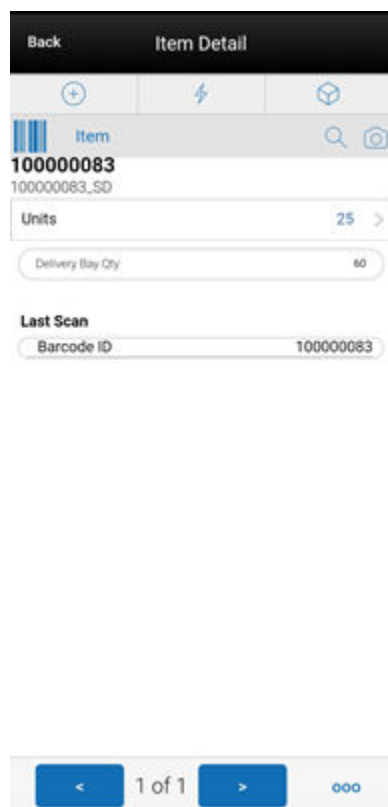 Back Item Detail
Item
100000083
100000083_SD
Units 25 >
Delivery Bay Qty 60
Last Scan
Barcode ID 100000083
< 1 of 1 > ooo